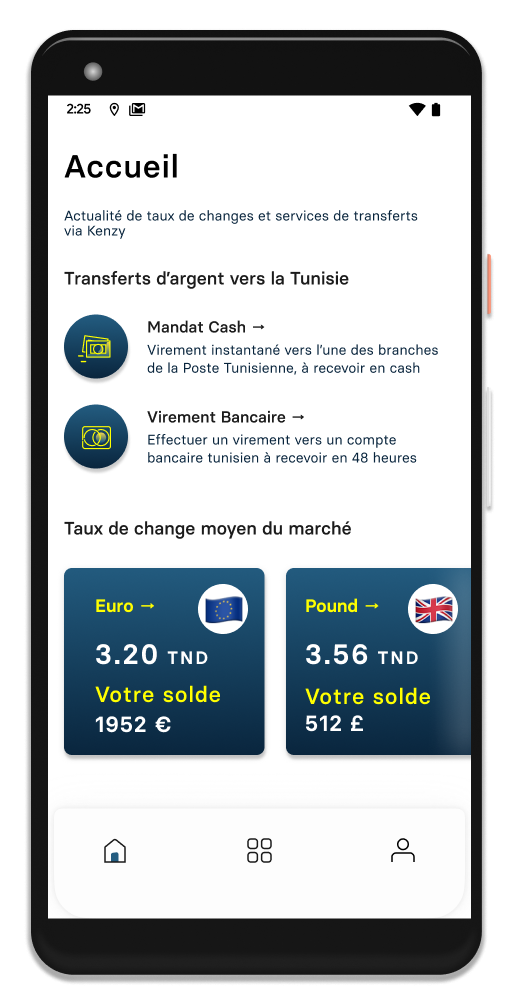 2:25
Accueil
Actualité de taux de changes et services de transferts
via Kenzy
Transferts d’argent vers la Tunisie
Mandat Cash →
Virement instantané vers l’une des branches
de la Poste Tunisienne, à recevoir en cash
Virement Bancaire →
Effectuer un virement vers un compte
bancaire tunisien à recevoir en 48 heures
Taux de change moyen du marché
Euro →
3.20 TND
Votre solde
1952 €
Pound →
3.56 TND
Votre solde
512 £